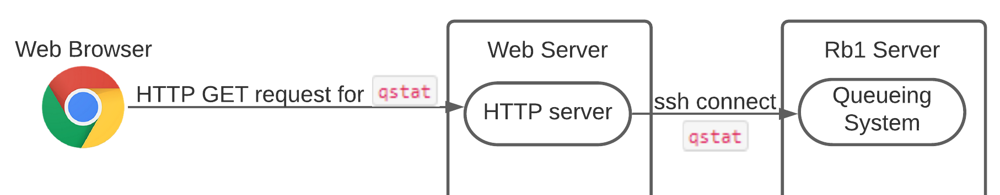 Web Browser
HTTP GET request for qstat
Web Server
HTTP server
ssh connect
qstat
Rb1 Server
Queueing
System